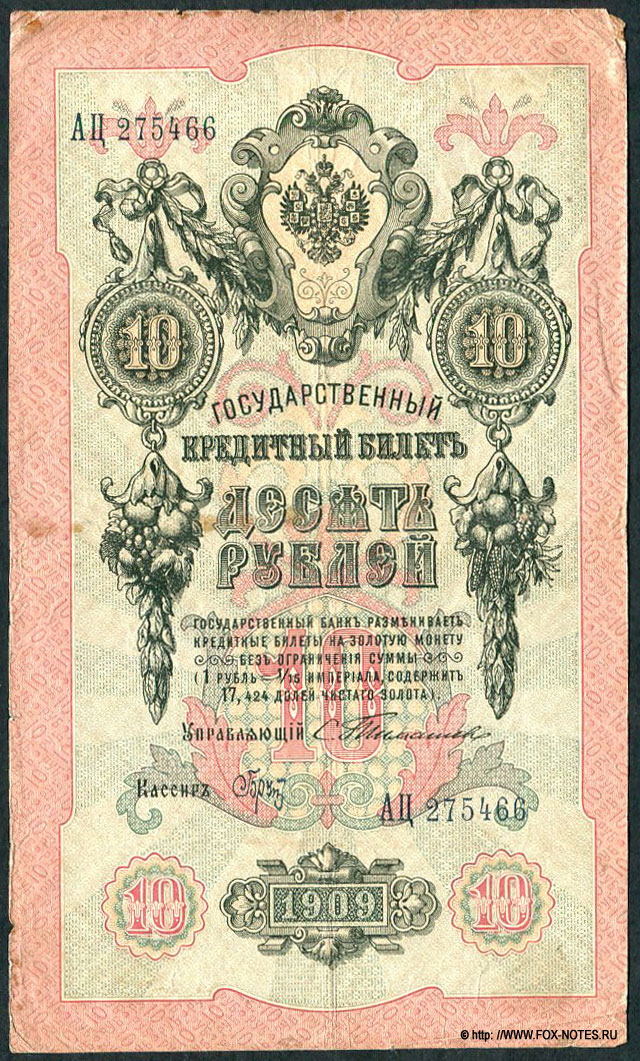 АЦ 275466
10 10
ГОСУДАРСТВЕННЫЙ
КРЕДИТНЫЙ БИЛЕТЪ
ДЕСЯТЬ
РУБЛЕЙ
ГОСУДАРСТВЕННЫЙ БАНКЪ РАЗМѢНИВАЕТЪ
КРЕДИТНЫЕ БИЛЕТЫ НА ЗОЛОТУЮ МОНЕТУ
БЕЗЪ ОГРАНИЧЕНІЯ СУММЫ
(1 РУБЛЬ = 1/15 ИМПЕРІАЛА, СОДЕРЖИТЪ
17,424 ДОЛЕЙ ЧИСТАГО ЗОЛОТА).
10
УПРАВЛЯЮЩІЙ С Тимашев
КАССИРЪ
АЦ 275466
10 1909 10
© http: //WWW.FOX-NOTES.RU